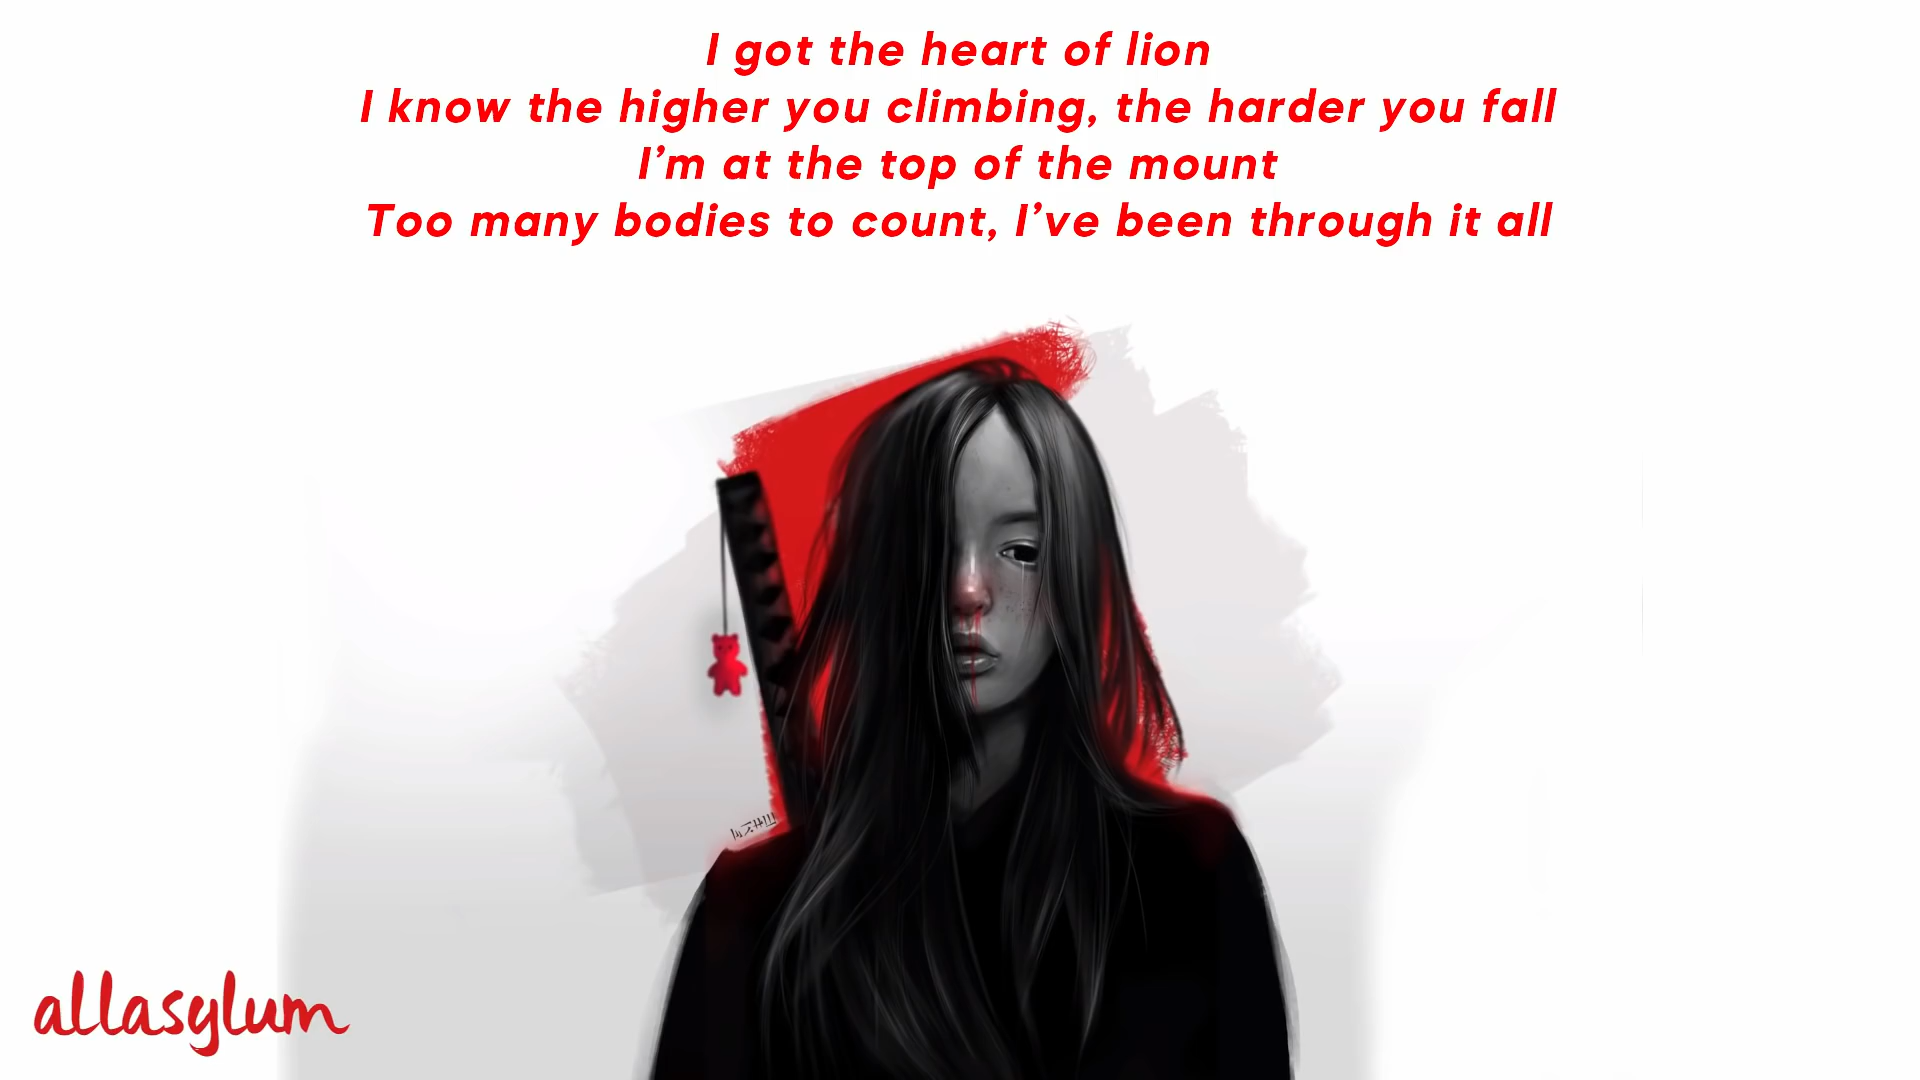 I got the heart of lion
I know the higher you climbing, the harder you fall
I’m at the top of the mount
Too many bodies to count, I’ve been through it all
allasylum